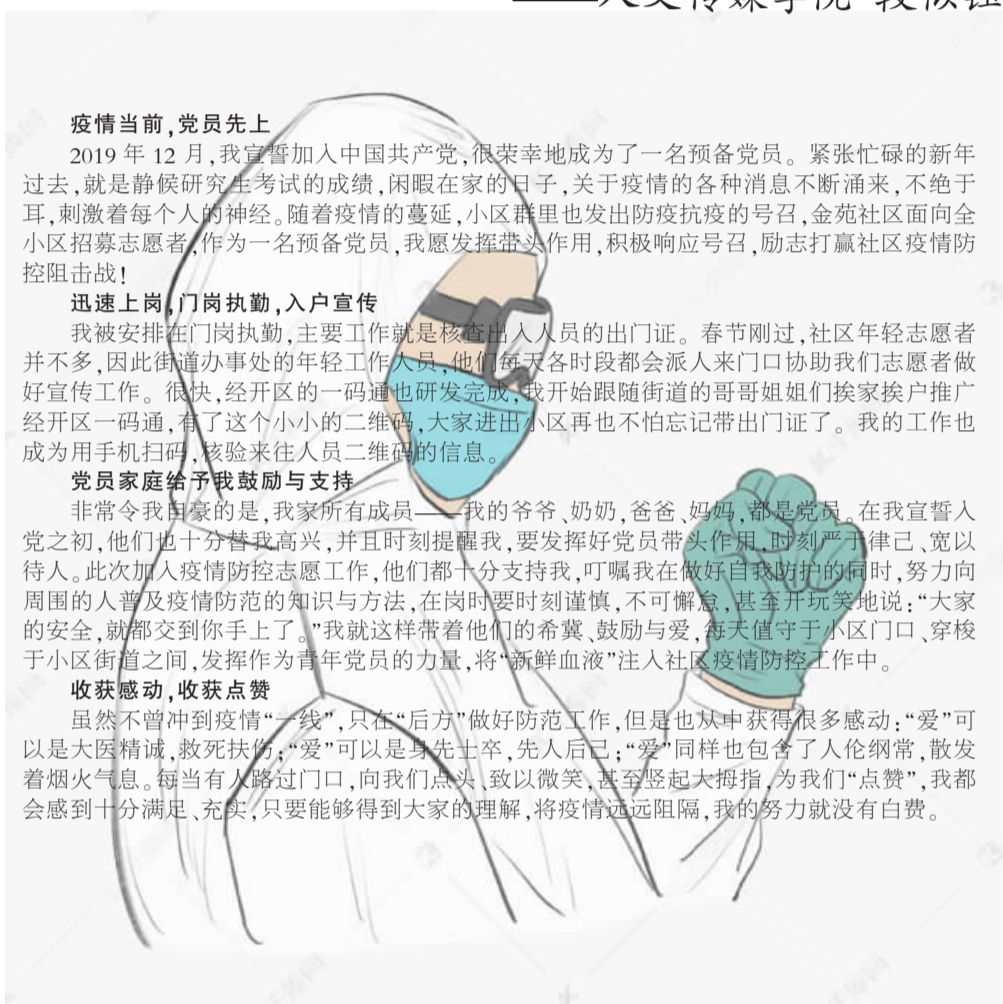 疫情当前,党员先上
2019 年 12 月,我宣誓加入中国共产党,很荣幸地成为了一名预备党员。紧张忙碌的新年
过去,就是静候研究生考试的成绩,闲暇在家的日子,关于疫情的各种消息不断涌来,不绝于
耳,刺激着每个人的神经。随着疫情的蔓延,小区群里也发出防疫抗疫的号召,金苑社区面向全
小区招募志愿者,作为一名预备党员,我愿发挥带头作用,积极响应号召,励志打赢社区疫情防
控阻击战!
迅速上岗,门岗执勤,入户宣传
我被安排在门岗执勤,主要工作就是核查出入人员的出门证。春节刚过,社区年轻志愿者
并不多,因此街道办事处的年轻工作人员,他们每天各时段都会派人来门口协助我们志愿者做
好宣传工作。很快,经开区的一码通也研发完成,我开始跟随街道的哥哥姐姐们挨家挨户推广
经开区一码通,有了这个小小的二维码,大家进出小区再也不怕忘记带出门证了。我的工作也
成为用手机扫码,核验来往人员二维码的信息。
党员家庭给予我鼓励与支持
非常令我自豪的是,我家所有成员——我的爷爷、奶奶,爸爸、妈妈,都是党员。在我宣誓入
党之初,他们也十分替我高兴,并且时刻提醒我,要发挥好党员带头作用,时刻严于律己、宽以
待人。此次加入疫情防控志愿工作,他们都十分支持我,叮嘱我在做好自我防护的同时,努力向
周围的人普及疫情防范的知识与方法,在岗时要时刻谨慎,不可懈怠,甚至开玩笑地说:“大家
的安全,就都交到你手上了。”我就这样带着他们的希冀、鼓励与爱,每天值守于小区门口、穿梭
于小区街道之间,发挥作为青年党员的力量,将“新鲜血液”注入社区疫情防控工作中。
收获感动,收获点赞
虽然不曾冲到疫情“一线”,只在“后方”做好防范工作,但是也从中获得很多感动:“爱”可
以是大医精诚,救死扶伤;“爱”可以是身先士卒,先人后己;“爱”同样也包含了人伦纲常,散发
着烟火气息。每当有人路过门口,向我们点头、致以微笑,甚至竖起大拇指,为我们“点赞”,我都
会感到十分满足、充实,只要能够得到大家的理解,将疫情远远阻隔,我的努力就没有白费。